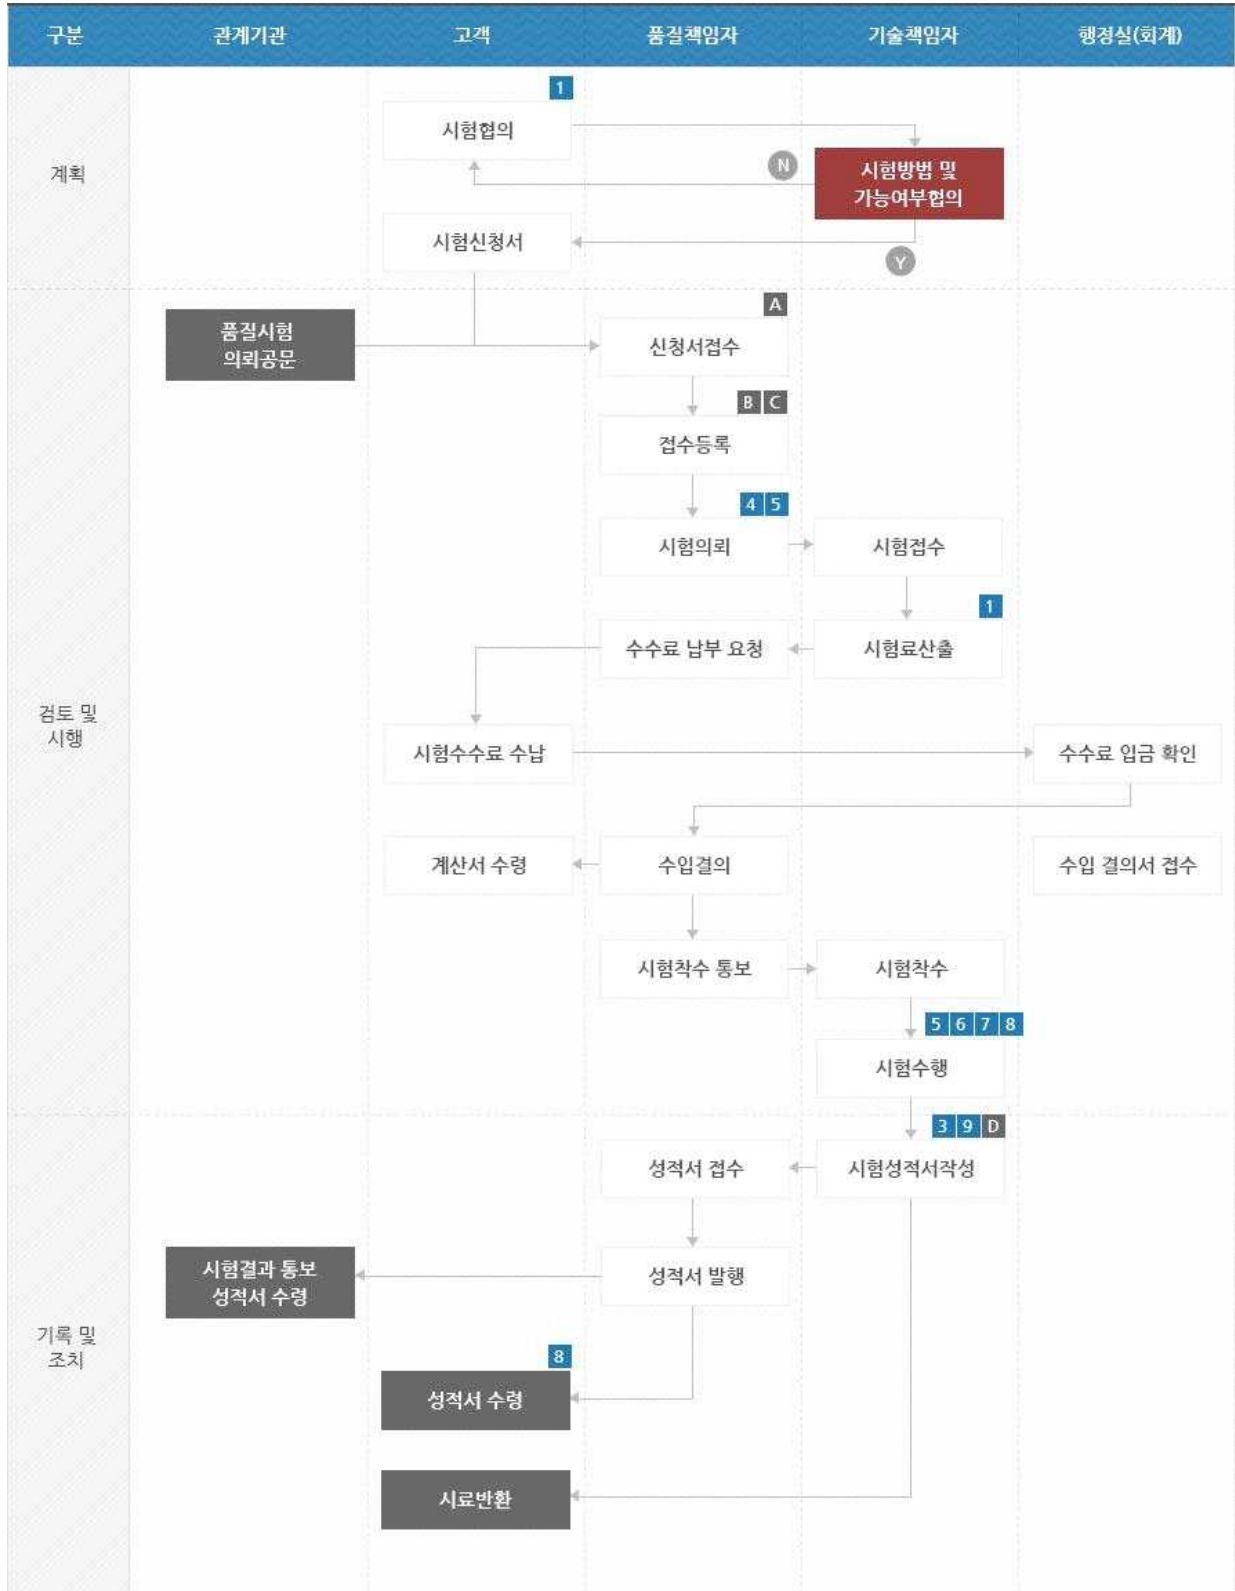 구분
관계기관
고객
품질책임자
기술책임자
행정실(회계)
1
시험협의
계획
N
시험방법 및
가능여부협의
시험신청서
Y
A
품질시험
의뢰공문
신청서접수
B C
접수등록
4 5
시험의뢰
시험접수
1
수수료 납부 요청
시험료산출
검토 및
시행
시험수수료 수납
수수료 입금 확인
계산서 수령
수입결의
수입 결의서 접수
시험착수 통보
시험착수
5 6 7 8
시험수행
3 9 D
성적서 접수
시험성적서작성
시험결과 통보
성적서 수령
성적서 발행
기록 및
조치
8
성적서 수령
시료반환